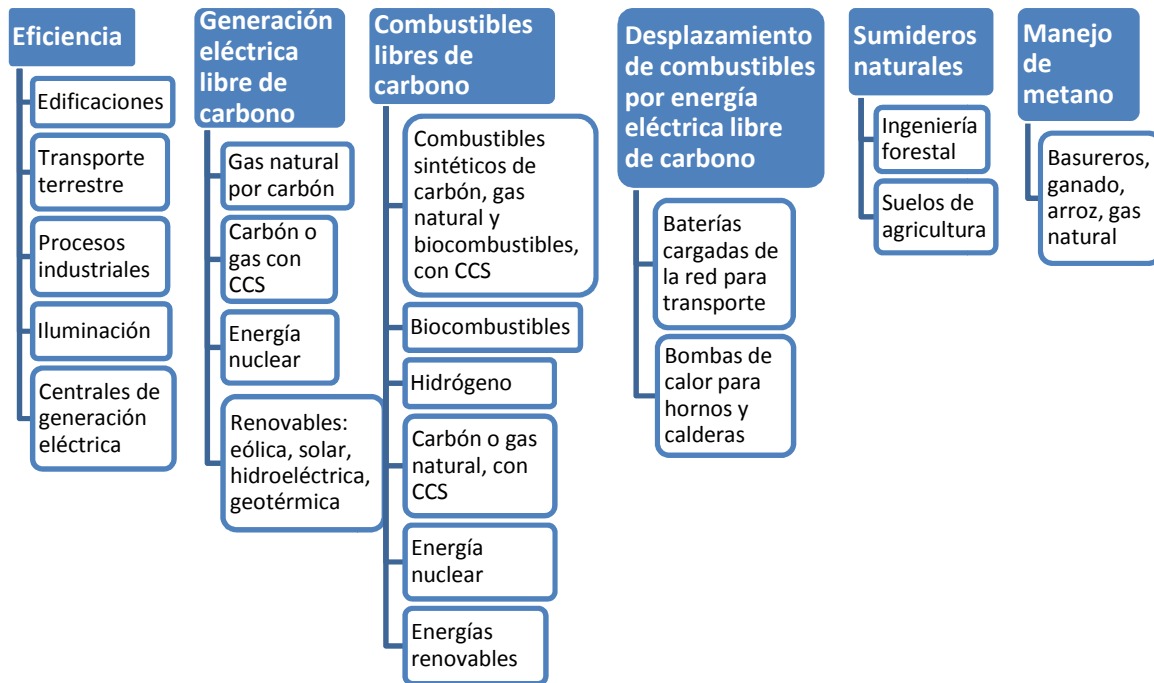 Eficiencia
Edificaciones
Transporte
terrestre
Procesos
industriales
Iluminación
Centrales de
generación
eléctrica
Generación
eléctrica
libre de
carbono
Gas natural
por carbón
Carbón o
gas con
CCS
Energía
nuclear
Renovables:
eólica, solar,
hidroeléctrica,
geotérmica
Combustibles
libres de
carbono
Combustibles
sintéticos de
carbón, gas
natural y
biocombustibles,
con CCS
Biocombustibles
Hidrógeno
Carbón o gas
natural, con
CCS
Energía
nuclear
Energías
renovables
Desplazamiento
de combustibles
por energía
eléctrica libre
de carbono
Baterías
cargadas de
la red para
transporte
Bombas de
calor para
hornos y
calderas
Sumideros
naturales
Ingeniería
forestal
Suelos de
agricultura
Manejo
de
metano
Basureros,
ganado,
arroz, gas
natural